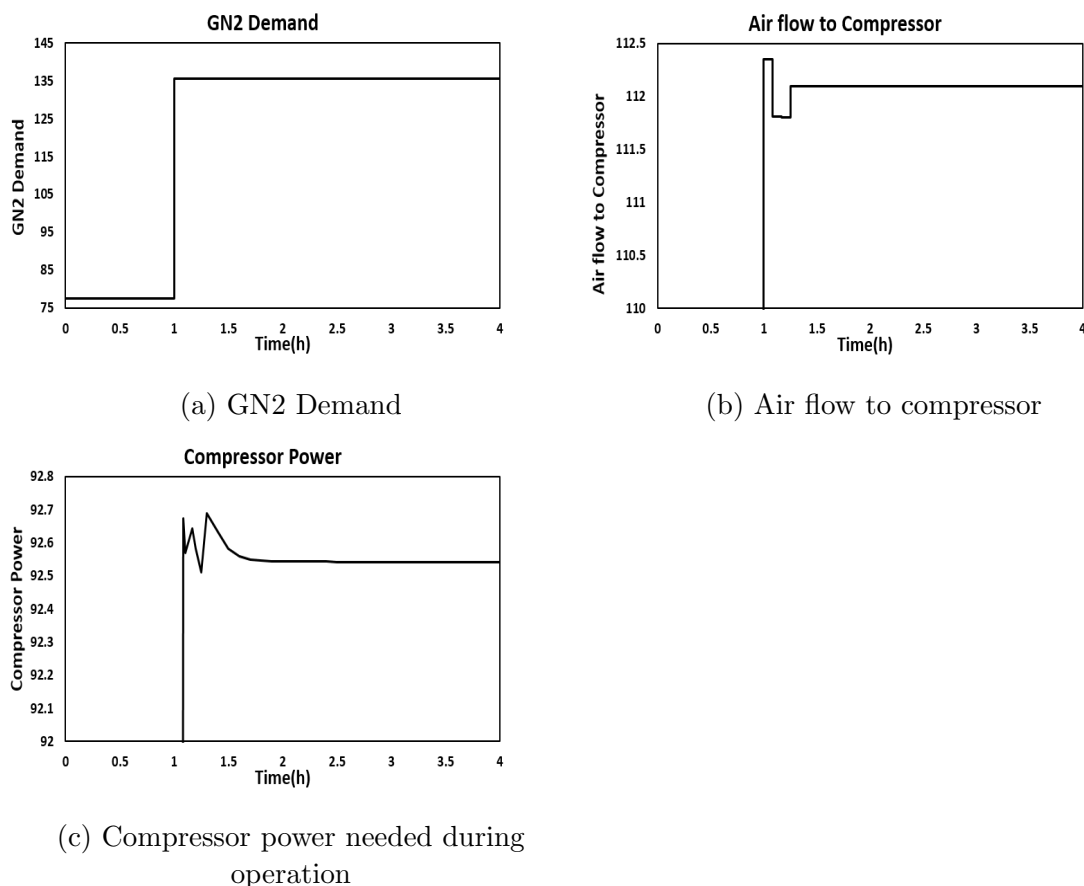 GN2 Demand
145
135
125
115
105
95
85
75
GN2 Demand
0 0.5 1 1.5 2 2.5 3 3.5 4
Time(h)
(a) GN2 Demand
Air flow to Compressor
112.5
112
111.5
111
110.5
110
Air flow to Compressor
0 0.5 1 1.5 2 2.5 3 3.5 4
Time(h)
(b) Air flow to compressor
Compressor Power
92.8
92.7
92.6
92.5
92.4
92.3
92.2
92.1
92
Compressor Power
0 0.5 1 1.5 2 2.5 3 3.5 4
Time(h)
(c) Compressor power needed during
operation